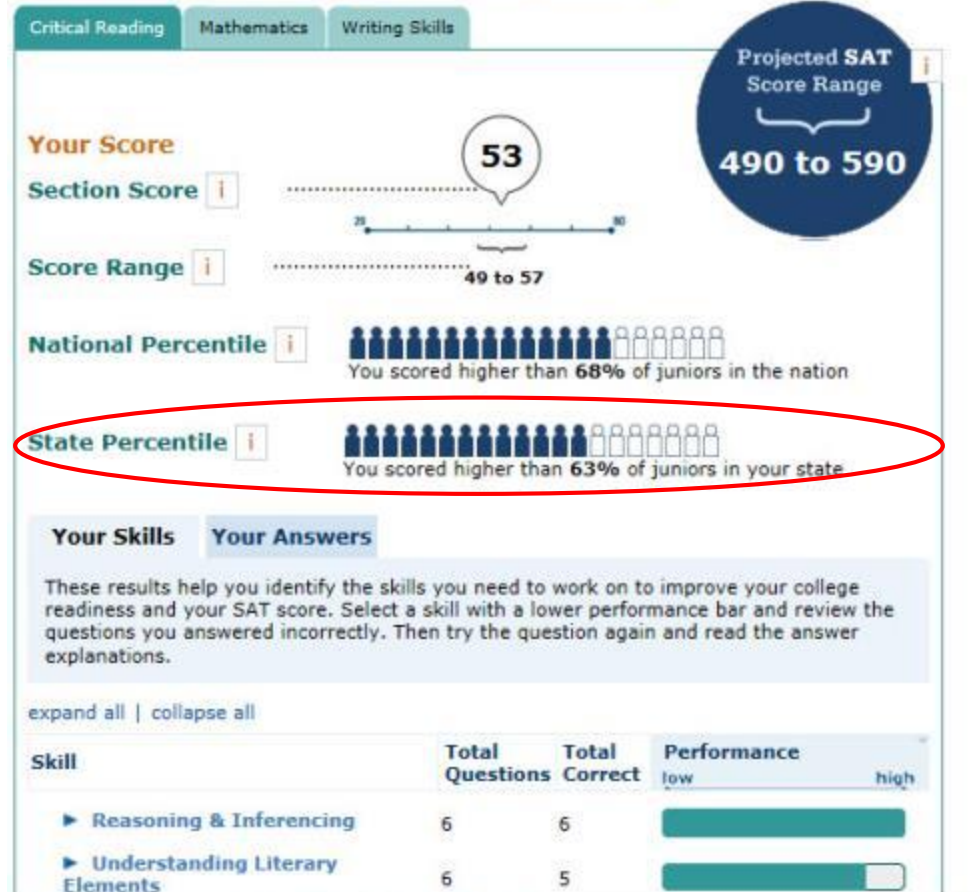 Critical Reading
Mathematics
Writing Skills
Projected SAT
Score Range
i
490 to 590
Your Score
53
Section Score i
20
80
Score Range i
49 to 57
National Percentile i
You scored higher than 68% of juniors in the nation
State Percentile i
You scored higher than 63% of juniors in your state
Your Skills
Your Answers
These results help you identify the skills you need to work on to improve your college
readiness and your SAT score. Select a skill with a lower performance bar and review the
questions you answered incorrectly. Then try the question again and read the answer
explanations.
expand all | collapse all
Skill
Total
Questions
Total
Correct
Performance
low
high
Reasoning & Inferencing
6
6
Understanding Literary
Elements
6
5